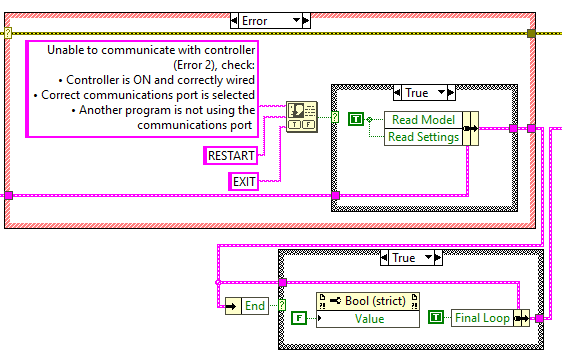 Error
Unable to communicate with controller
(Error 2), check:
• Controller is ON and correctly wired
• Correct communications port is selected
• Another program is not using the
communications port
True
?
T F
?
T
Read Model
Read Settings
RESTART
EXIT
True
End
?
?! Bool (strict) ?!
F
Value
T
Final Loop